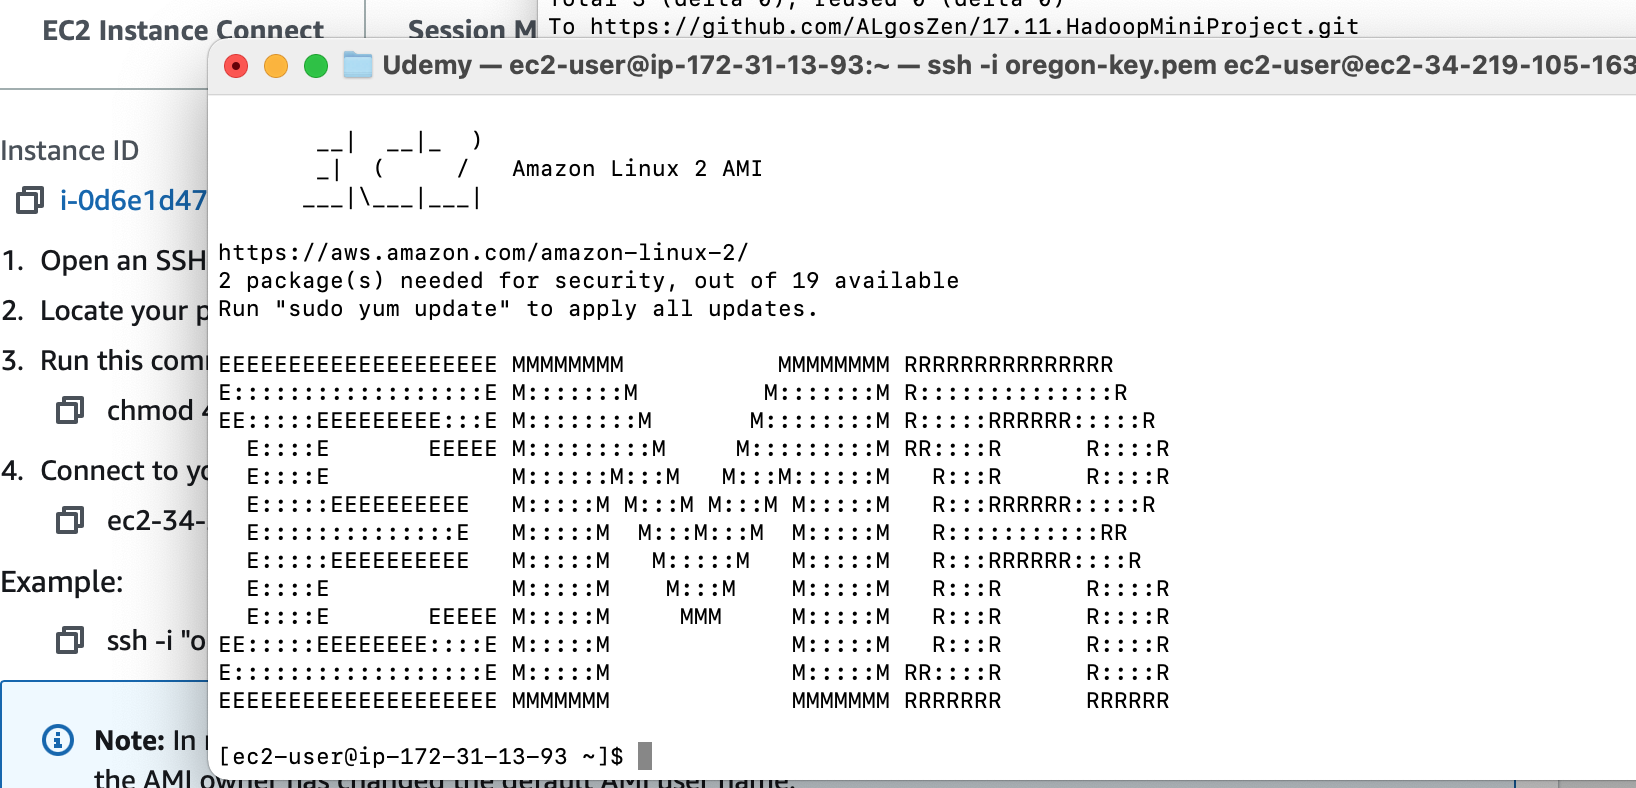 EC2 Instance Connect
Session M
To https://github.com/ALgosZen/17.11.HadoopMiniProject.git
Udemy — ec2-user@ip-172-31-13-93:~ — ssh -i oregon-key.pem ec2-user@ec2-34-219-105-163
Instance ID
i-0d6e1d47
1. Open an SSH
2. Locate your p
3. Run this com
chmod 4
4. Connect to yo
ec2-34-
Example:
ssh -i "o
Note: In
the AMI owner has changed the default AMI user name.
       __|  __|_  )
       _|  (     /   Amazon Linux 2 AMI
      ___|\___|___|
https://aws.amazon.com/amazon-linux-2/
2 package(s) needed for security, out of 19 available
Run "sudo yum update" to apply all updates.
EEEEEEEEEEEEEEEEEEEE MMMMMMMM           MMMMMMMM RRRRRRRRRRRRRRR
E::::::::::::::::::E M:::::::M         M:::::::M R::::::::::::::R
EE:::::EEEEEEEEE:::E M::::::::M       M::::::::M R:::::RRRRRR:::::R
  E::::E       EEEEE M:::::::::M     M:::::::::M RR::::R      R::::R
  E::::E             M::::::M:::M   M:::M::::::M   R:::R      R::::R
  E:::::EEEEEEEEEE   M:::::M M:::M M:::M M:::::M   R:::RRRRRR:::::R
  E::::::::::::::E   M:::::M  M:::M:::M  M:::::M   R:::::::::::RR
  E:::::EEEEEEEEEE   M:::::M   M:::::M   M:::::M   R:::RRRRRR::::R
  E::::E             M:::::M    M:::M    M:::::M   R:::R      R::::R
  E::::E       EEEEE M:::::M     MMM     M:::::M   R:::R      R::::R
EE:::::EEEEEEEE::::E M:::::M             M:::::M   R:::R      R::::R
E::::::::::::::::::E M:::::M             M:::::M RR::::R      R::::R
EEEEEEEEEEEEEEEEEEEE MMMMMMM             MMMMMMM RRRRRRR      RRRRRR
[ec2-user@ip-172-31-13-93 ~]$